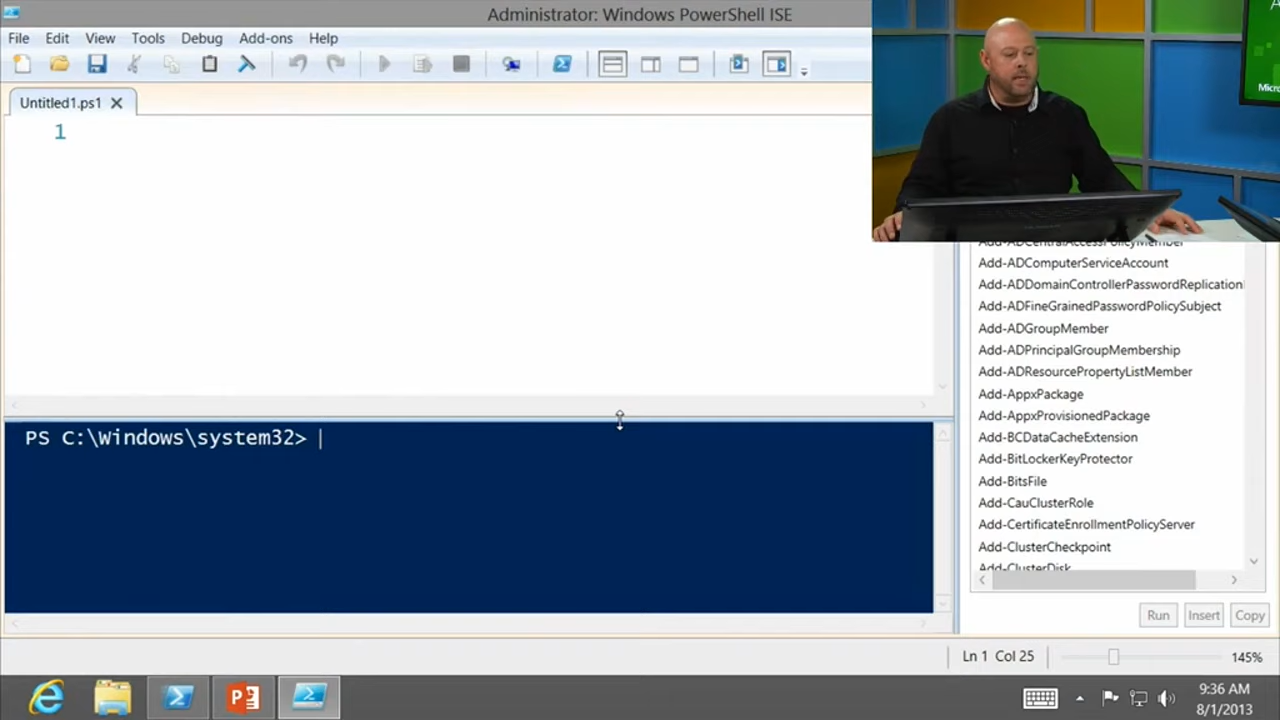 Administrator: Windows PowerShell ISE
File Edit View Tools Debug Add-ons Help
Untitled1.ps1
1
PS C:\Windows\system32>
Add-ADComputerServiceAccount
Add-ADDomainControllerPasswordReplication
Add-ADFineGrainedPasswordPolicySubject
Add-ADGroupMember
Add-ADPrincipalGroupMembership
Add-ADResourcePropertyListMember
Add-AppxPackage
Add-AppxProvisionedPackage
Add-BCDataCacheExtension
Add-BitLockerKeyProtector
Add-BitsFile
Add-CauClusterRole
Add-CertificateEnrollmentPolicyServer
Add-ClusterCheckpoint
Add-ClusterDisk
Run Insert Copy
Ln 1 Col 25
145%
9:36 AM
8/1/2013